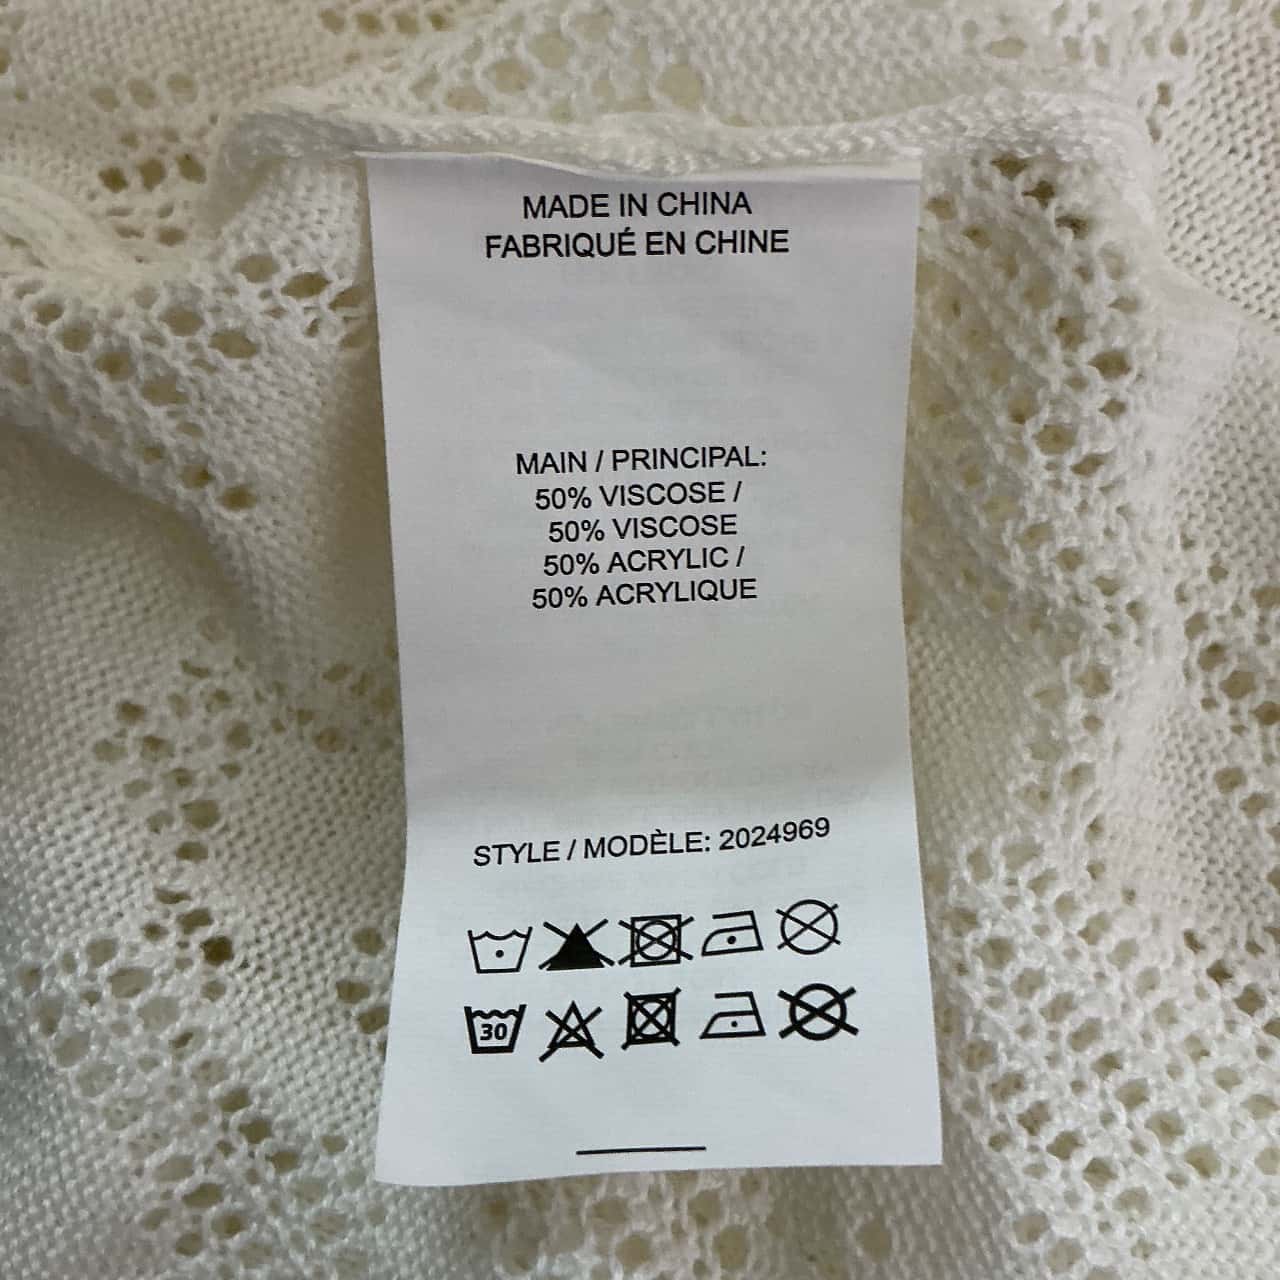 MADE IN CHINA
FABRIQUÉ EN CHINE
MAIN / PRINCIPAL:
50% VISCOSE /
50% VISCOSE
50% ACRYLIC /
50% ACRYLIQUE
STYLE / MODÈLE: 2024969
30